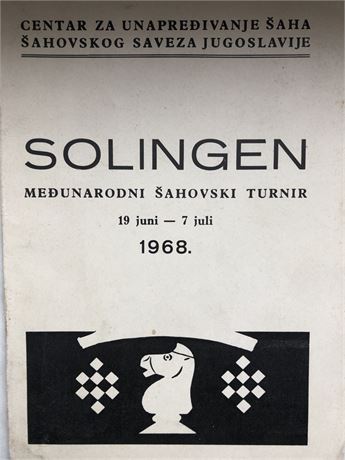 CENTAR ZA UNAPREĐIVANJE ŠAHA
ŠAHOVSKOG SAVEZA JUGOSLAVIJE
SOLINGEN
MEĐUNARODNI ŠAHOVSKI TURNIR
19 juni — 7 juli
1968.